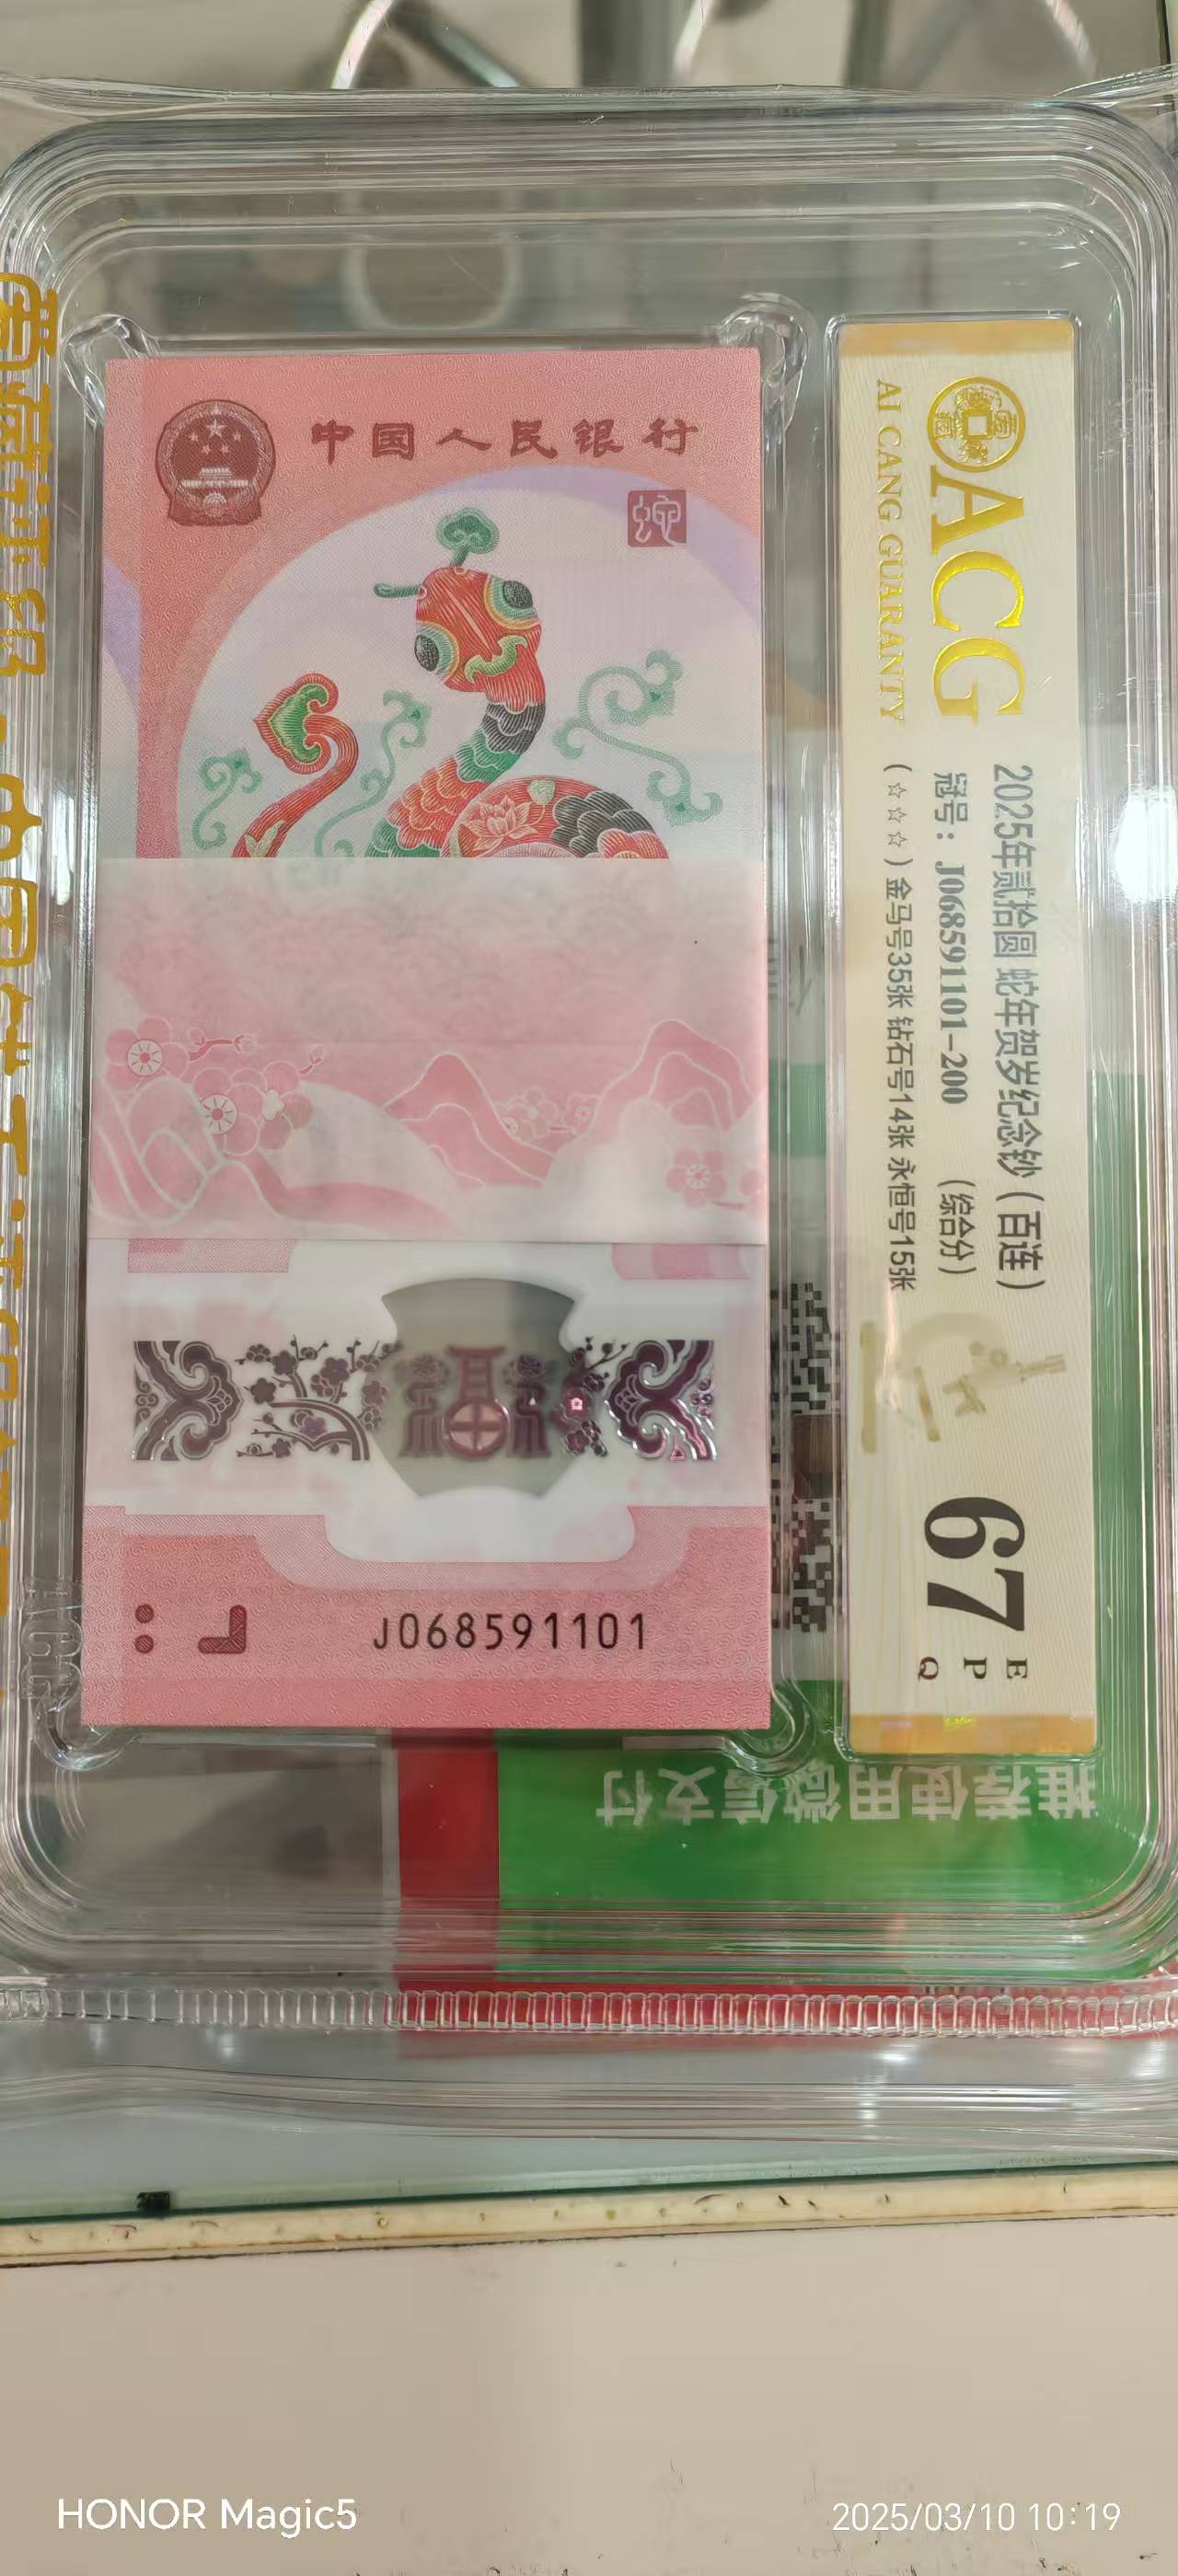 中国人民银行
蛇
J068591101
ACG
AI CANG GUARANTY
2025年贰拾圆 蛇年贺岁纪念钞（百连）
冠号：J068591101-200 （综合分）
（☆☆☆）金马号35张 钻石号14张 永恒号15张
67
E
P
Q
推荐使用微信支付
HONOR Magic5
2025/03/10 10:19